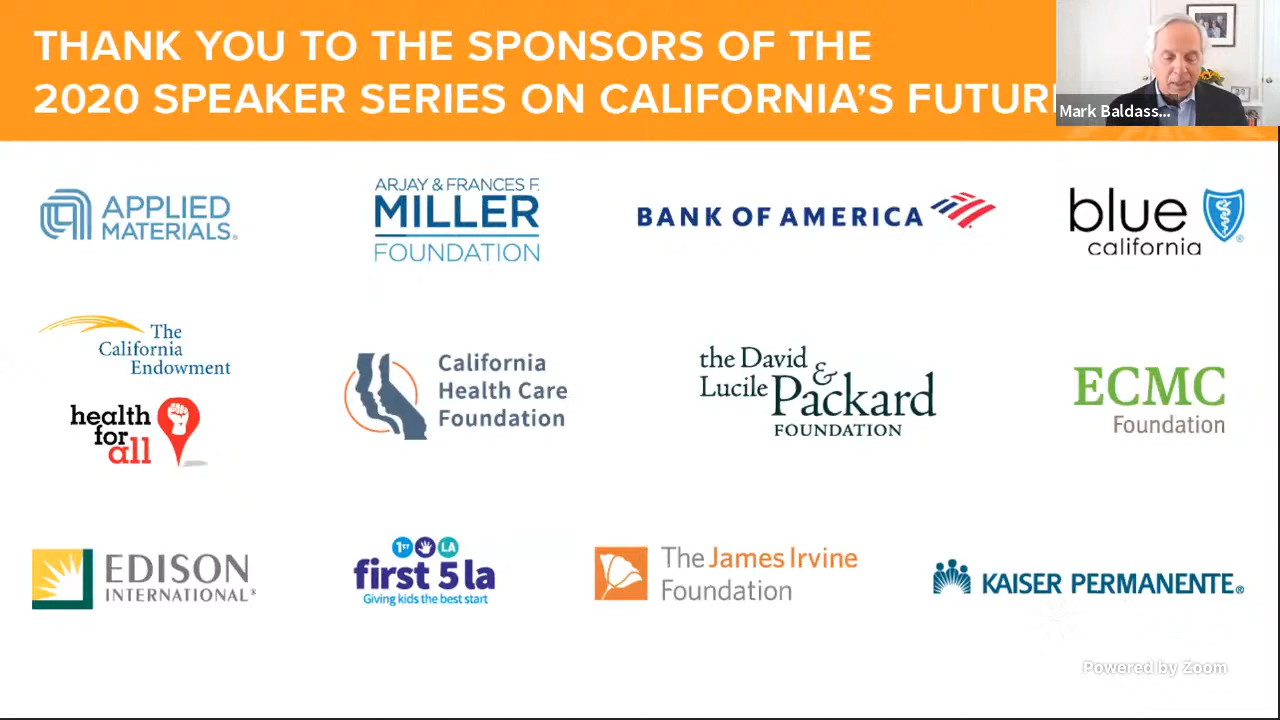 THANK YOU TO THE SPONSORS OF THE
2020 SPEAKER SERIES ON CALIFORNIA'S FUTUR
Mark Baldass...
APPLIED
MATERIALS®
ARJAY & FRANCES F.
MILLER
FOUNDATION
BANK OF AMERICA
blue
california
The
California
Endowment
health
for
all
California
Health Care
Foundation
the David
& Lucile Packard
FOUNDATION
ECMC
Foundation
EDISON
INTERNATIONAL®
1ST LA
first 5 la
Giving kids the best start
The James Irvine
Foundation
KAISER PERMANENTE®
Powered by Zoom